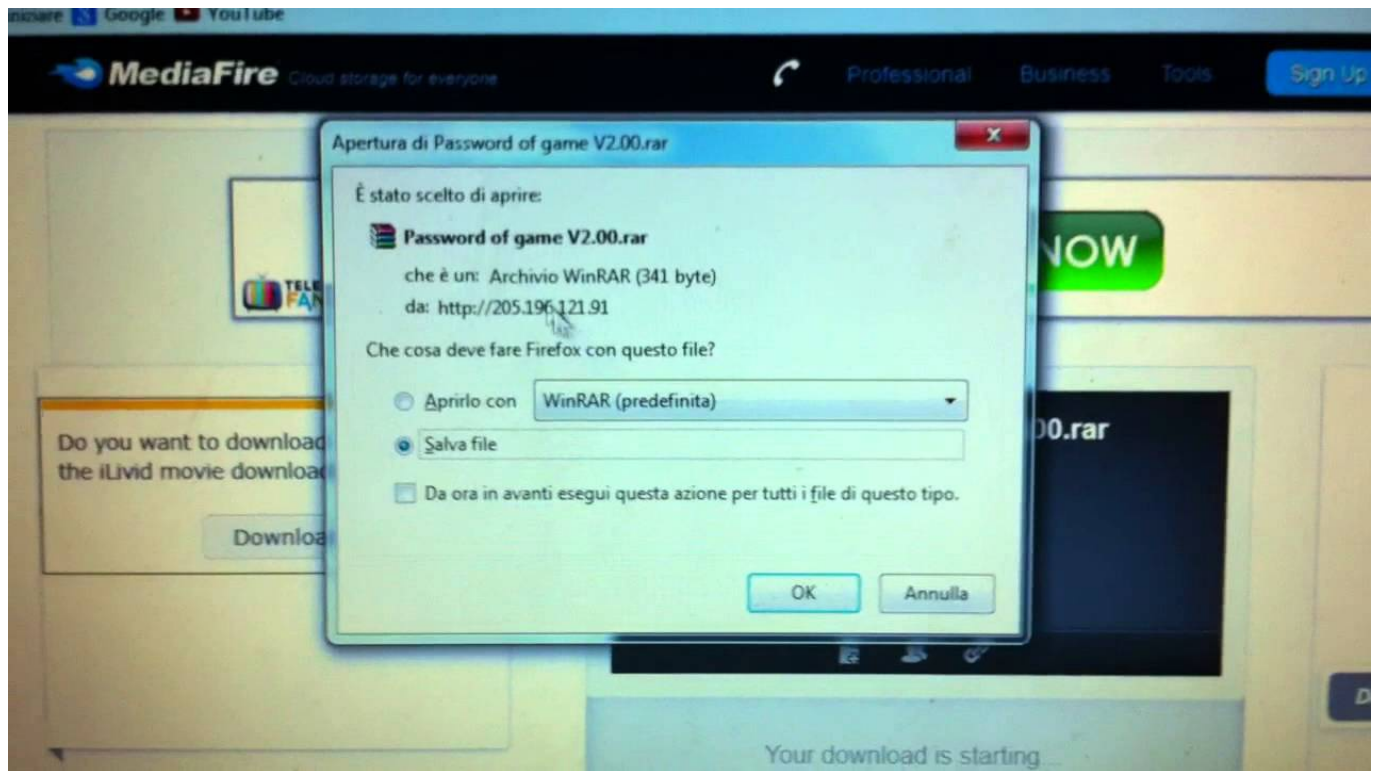 Google YouTube
MediaFire Cloud storage for everyone
Professional Business Tools Sign Up
Apertura di Password of game V2.00.rar
È stato scelto di aprire:
Password of game V2.00.rar
che è un: Archivio WinRAR (341 byte)
da: http://205.196.121.91
Che cosa deve fare Firefox con questo file?
Aprirlo con WinRAR (predefinita)
Salva file
Da ora in avanti esegui questa azione per tutti i file di questo tipo.
OK Annulla
NOW
TELE
FAN
Do you want to download
the iLivid movie download
Downloa
00.rar
Your download is starting...
D